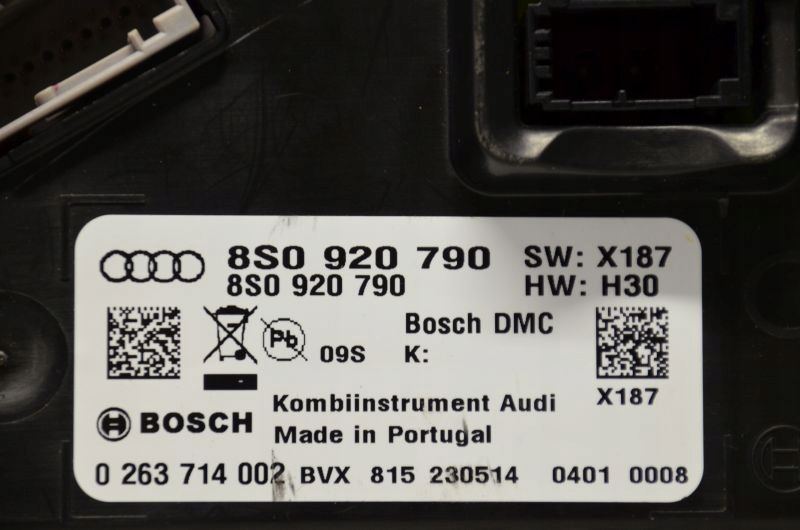 8S0 920 790 SW: X187
8S0 920 790 HW: H30
Pb 09S Bosch DMC
K:
X187
BOSCH Kombiinstrument Audi
Made in Portugal
0 263 714 002 BVX 815 230514 0401 0008